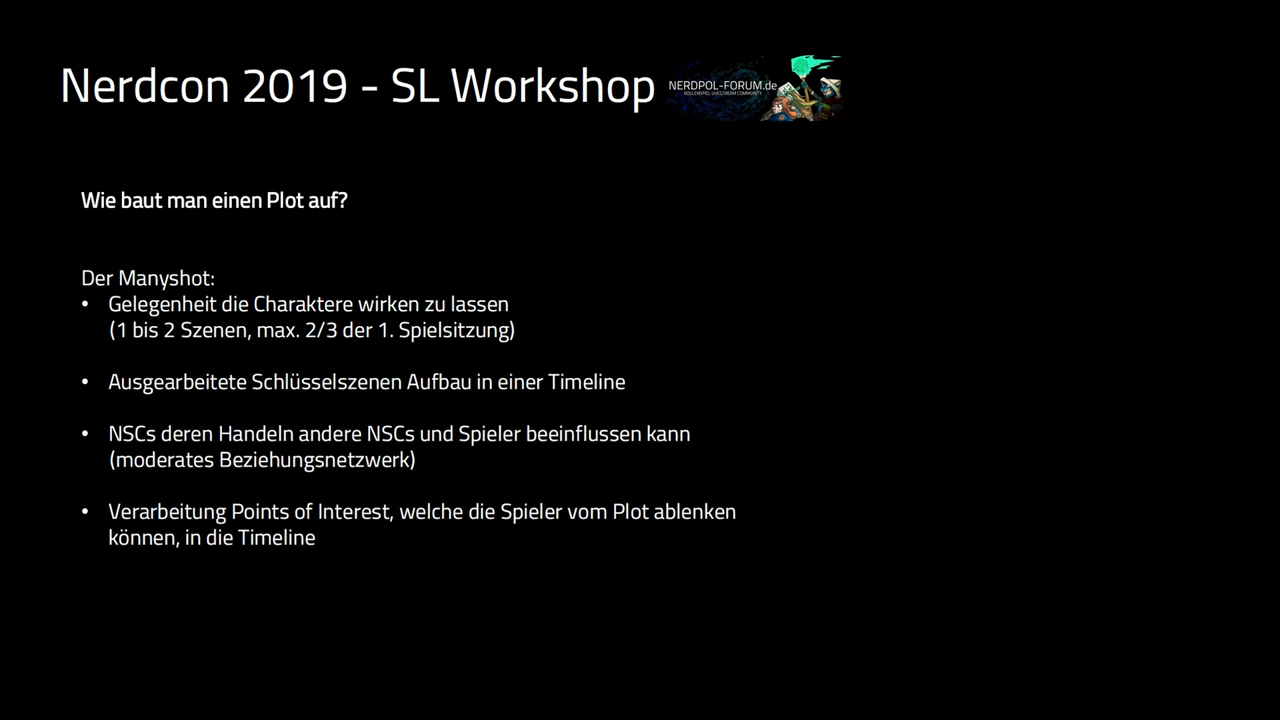 Nerdcon 2019 - SL Workshop
NERDPOL-FORUM.de
ROLLENSPIEL LIVESTREAM COMMUNITY
Wie baut man einen Plot auf?
Der Manyshot:
• Gelegenheit die Charaktere wirken zu lassen
(1 bis 2 Szenen, max. 2/3 der 1. Spielsitzung)
• Ausgearbeitete Schlüsselszenen Aufbau in einer Timeline
• NSCs deren Handeln andere NSCs und Spieler beeinflussen kann
(moderates Beziehungsnetzwerk)
• Verarbeitung Points of Interest, welche die Spieler vom Plot ablenken
können, in die Timeline